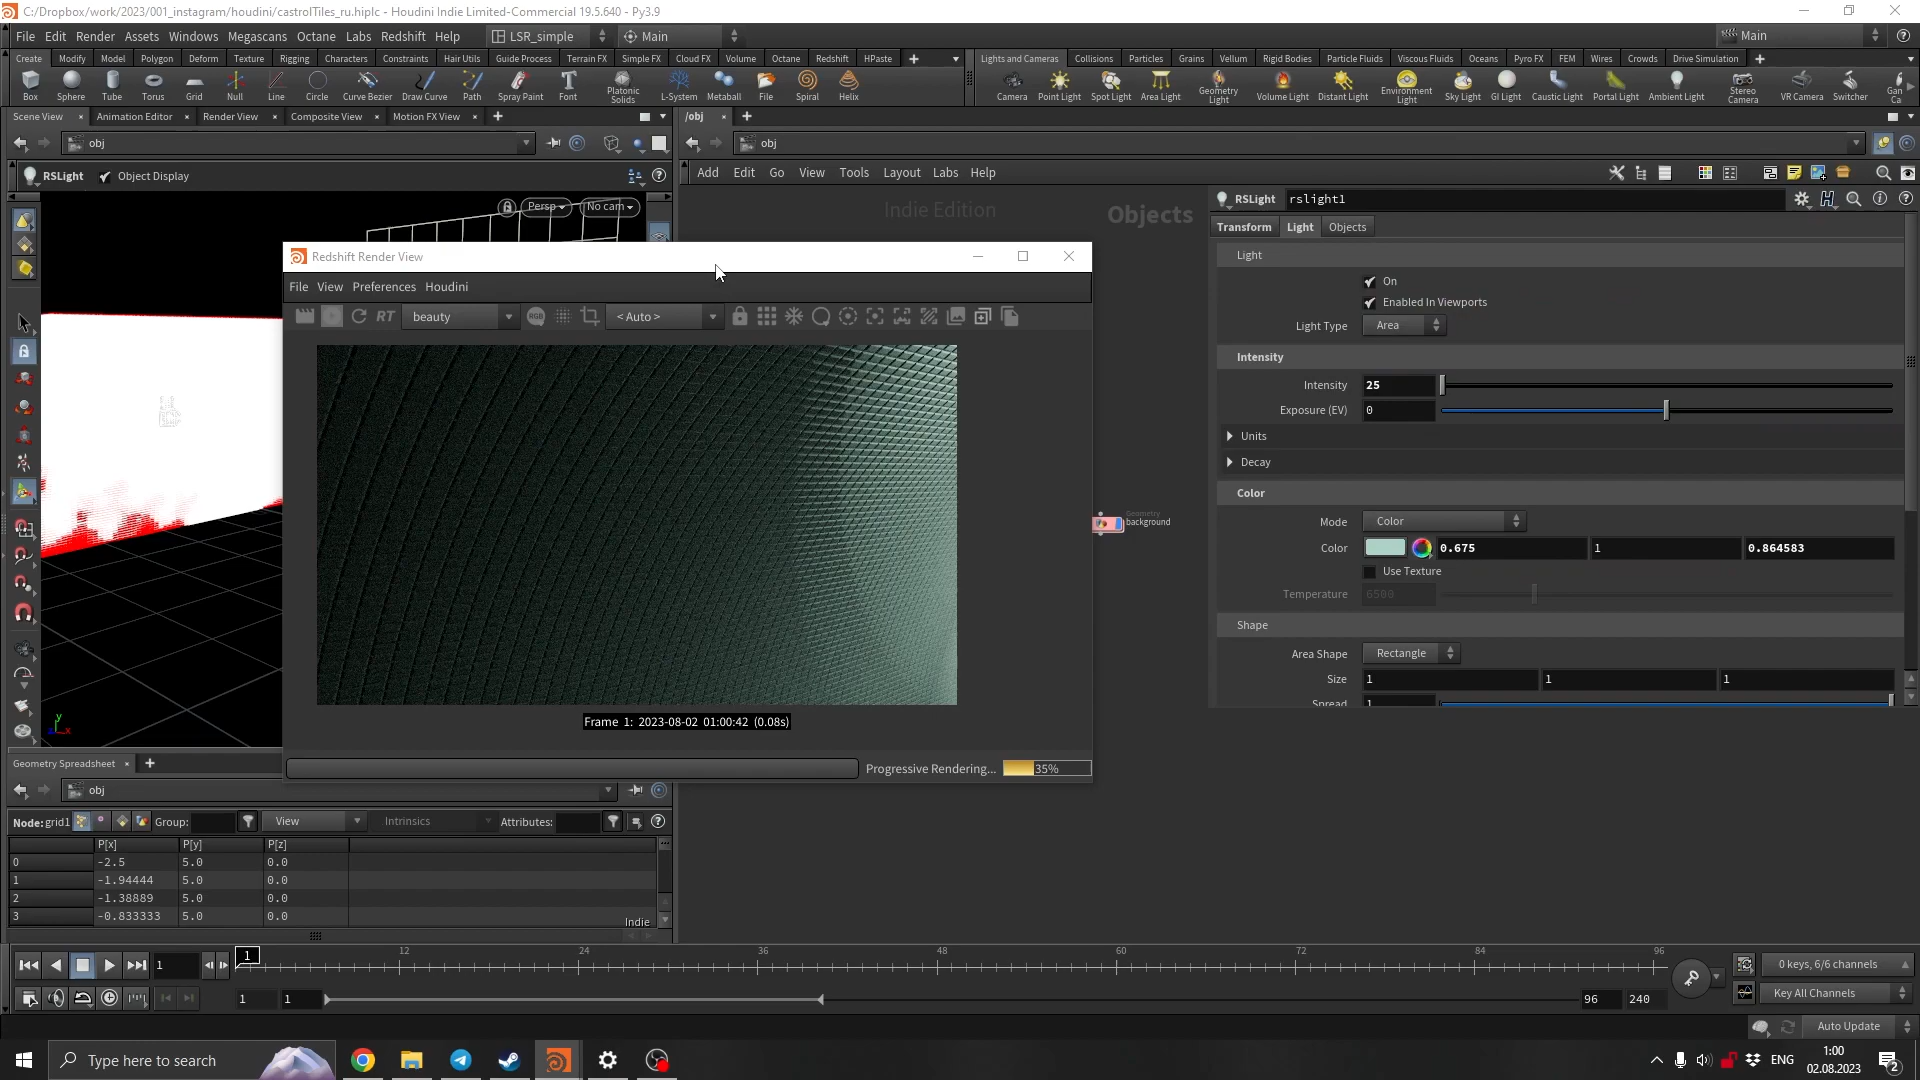 C:/Dropbox/work/2023/001_instagram/houdini/castrolTiles_ru.hiplc - Houdini Indie Limited-Commercial 19.5.640 - Py3.9
File Edit Render Assets Windows Megascans Octane Labs Redshift Help LSR_simple Main Main
Create Modify Model Polygon Deform Texture Rigging Characters Constraints Hair Utils Guide Process Terrain FX Simple FX Cloud FX Volume Octane Redshift HPaste
Lights and Cameras Collisions Particles Grains Vellum Rigid Bodies Particle Fluids Viscous Fluids Oceans Pyro FX FEM Wires Crowds Drive Simulation
Box Sphere Tube Torus Grid Null Line Circle Curve Bezier Draw Curve Path Spray Paint Font Platonic Solids L-System Metaball File Spiral Helix
Camera Point Light Spot Light Area Light Geometry Light Volume Light Distant Light Environment Light Sky Light GI Light Caustic Light Portal Light Ambient Light Stereo Camera VR Camera Switcher Gan Ca
Scene View Animation Editor Render View Composite View Motion FX View
/obj
obj
obj
RSLight Object Display
Add Edit Go View Tools Layout Labs Help
Persp No cam
Indie Edition
Objects
RSLight rslight1
Transform Light Objects
Light
On
Enabled In Viewports
Light Type Area
Intensity
Intensity 25
Exposure (EV) 0
Units
Decay
Color
Mode Color
Color 0.675 1 0.864583
Use Texture
Temperature 6500
Shape
Area Shape Rectangle
Size 1 1 1
Spread 1
Redshift Render View
File View Preferences Houdini
RT beauty RGB < Auto >
Frame 1: 2023-08-02 01:00:42 (0.08s)
Progressive Rendering... 35%
Geometry
background
y
z x
Geometry Spreadsheet
obj
Node: grid1 Group: View Intrinsics Attributes:
P[x] P[y] P[z]
0 -2.5 5.0 0.0
1 -1.94444 5.0 0.0
2 -1.38889 5.0 0.0
3 -0.833333 5.0 0.0
Indie
1 1 12 24 36 48 60 72 84 96
0 keys, 6/6 channels
1 1 96 240
Key All Channels
Auto Update
Type here to search
ENG
1:00
02.08.2023
2